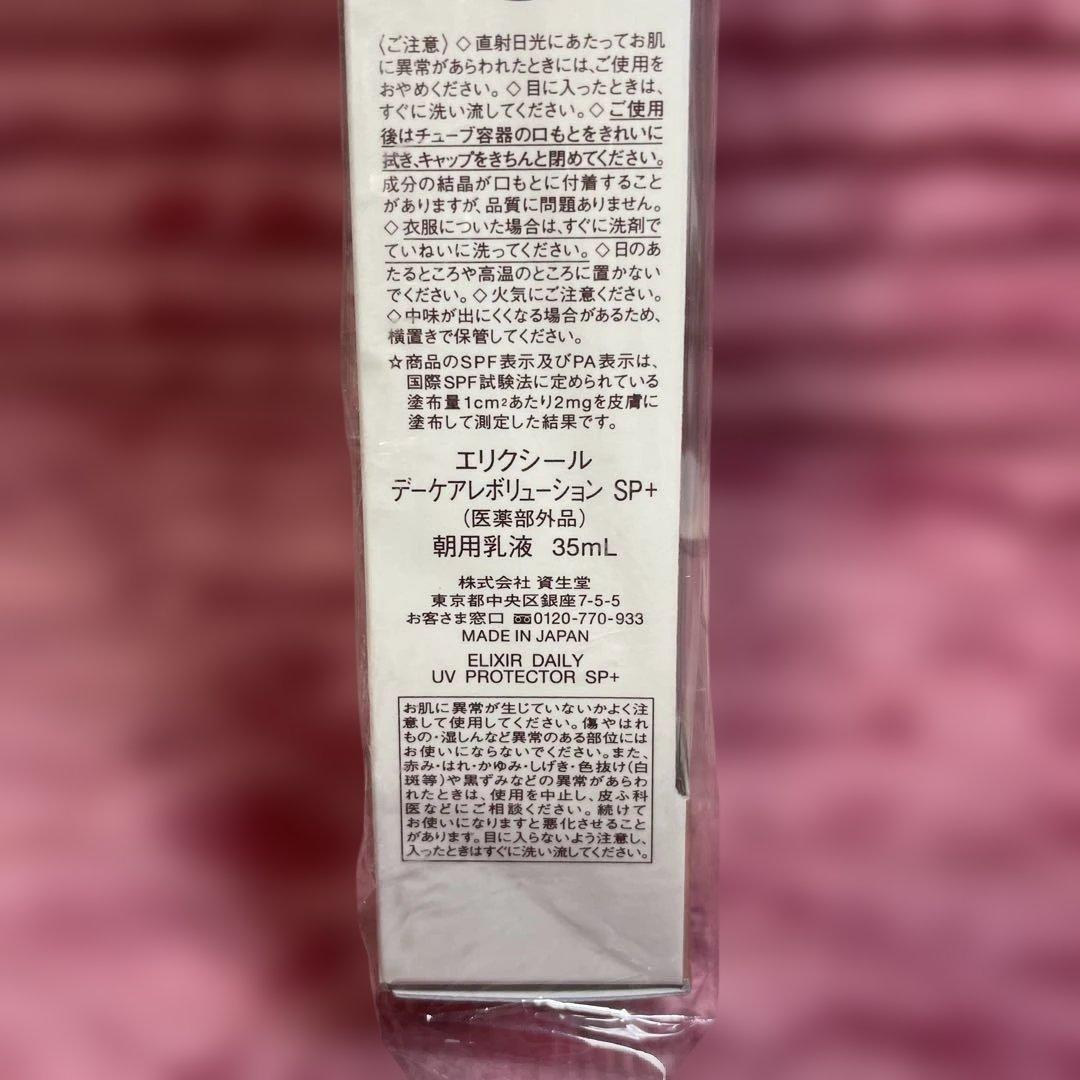 〈ご注意〉◇直射日光にあたってお肌
に異常があらわれたときには、ご使用を
おやめください。◇目に入ったときは、
すぐに洗い流してください。◇ご使用
後はチューブ容器の口もとをきれいに
拭き、キャップをきちんと閉めてください。
成分の結晶が口もとに付着すること
がありますが、品質に問題ありません。
◇衣服についた場合は、すぐに洗剤で
ていねいに洗ってください。◇日のあ
たるところや高温のところに置かない
でください。◇火気にご注意ください。
◇中味が出にくくなる場合があるため、
横置きで保管してください。
☆商品のSPF表示及びPA表示は、
国際SPF試験法に定められている
塗布量1cm²あたり2mgを皮膚に
塗布して測定した結果です。
エリクシール
デーケアレボリューション SP+
(医薬部外品)
朝用乳液 35mL
株式会社 資生堂
東京都中央区銀座7-5-5
お客さま窓口 0120-770-933
MADE IN JAPAN
ELIXIR DAILY
UV PROTECTOR SP+
お肌に異常が生じていないかよく注
意して使用してください。傷やはれ
もの・湿しんなど異常のある部位には
お使いにならないでください。また、
赤み・はれ・かゆみ・しげき・色抜け(白
斑等)や黒ずみなどの異常があらわ
れたときは、使用を中止し、皮ふ科
医などにご相談ください。続けて
お使いになりますと悪化させること
があります。目に入らないよう注意し、
入ったときはすぐに洗い流してください。